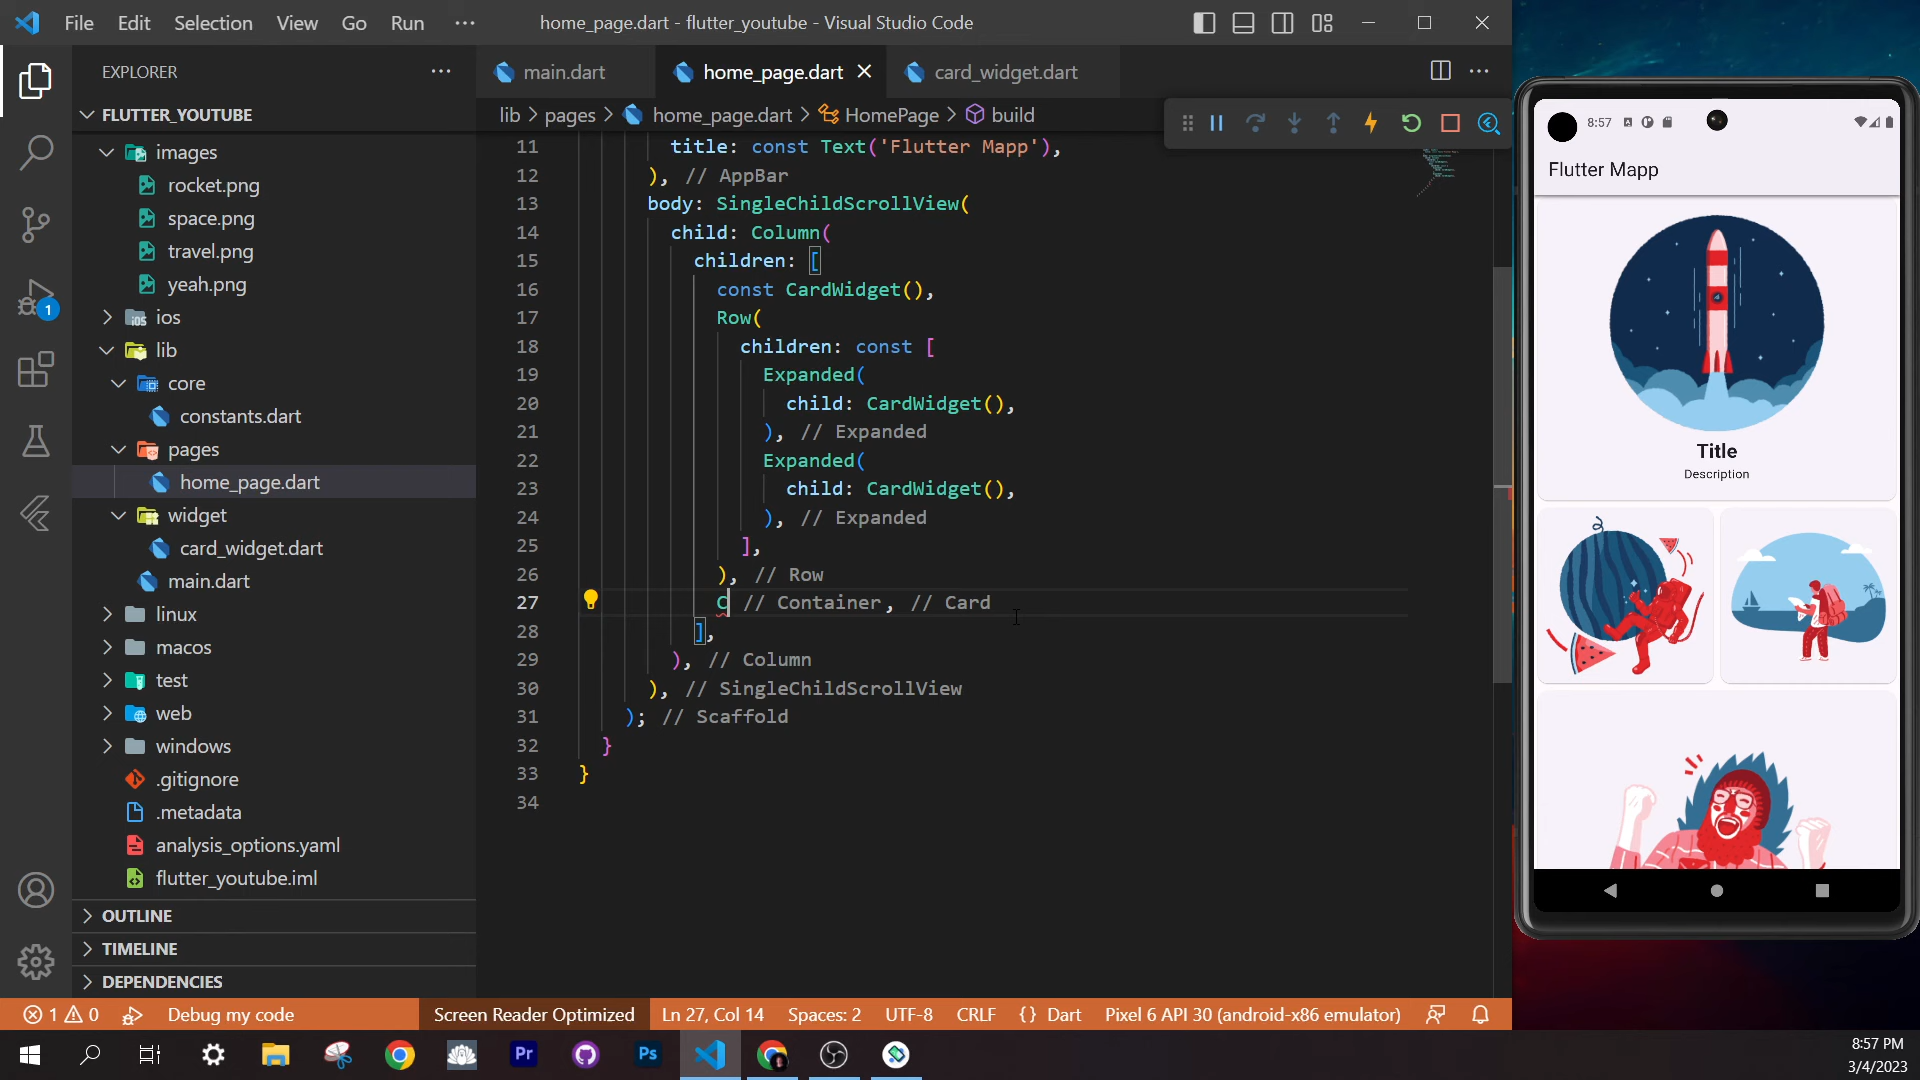 File Edit Selection View Go Run ··· home_page.dart - flutter_youtube - Visual Studio Code
EXPLORER
FLUTTER_YOUTUBE
images
rocket.png
space.png
travel.png
yeah.png
ios
lib
core
constants.dart
pages
home_page.dart
widget
card_widget.dart
main.dart
linux
macos
test
web
windows
.gitignore
.metadata
analysis_options.yaml
flutter_youtube.iml
OUTLINE
TIMELINE
DEPENDENCIES
1
main.dart home_page.dart card_widget.dart
lib > pages > home_page.dart > HomePage > build
11 title: const Text('Flutter Mapp'),
12 ), // AppBar
13 body: SingleChildScrollView(
14 child: Column(
15 children: [
16 const CardWidget(),
17 Row(
18 children: const [
19 Expanded(
20 child: CardWidget(),
21 ), // Expanded
22 Expanded(
23 child: CardWidget(),
24 ), // Expanded
25 ],
26 ), // Row
27 C // Container, // Card
28 ],
29 ), // Column
30 ), // SingleChildScrollView
31 ); // Scaffold
32 }
33 }
34
8:57
Flutter Mapp
Title
Description
1 0 Debug my code Screen Reader Optimized Ln 27, Col 14 Spaces: 2 UTF-8 CRLF {} Dart Pixel 6 API 30 (android-x86 emulator)
Pr Ps
8:57 PM
3/4/2023